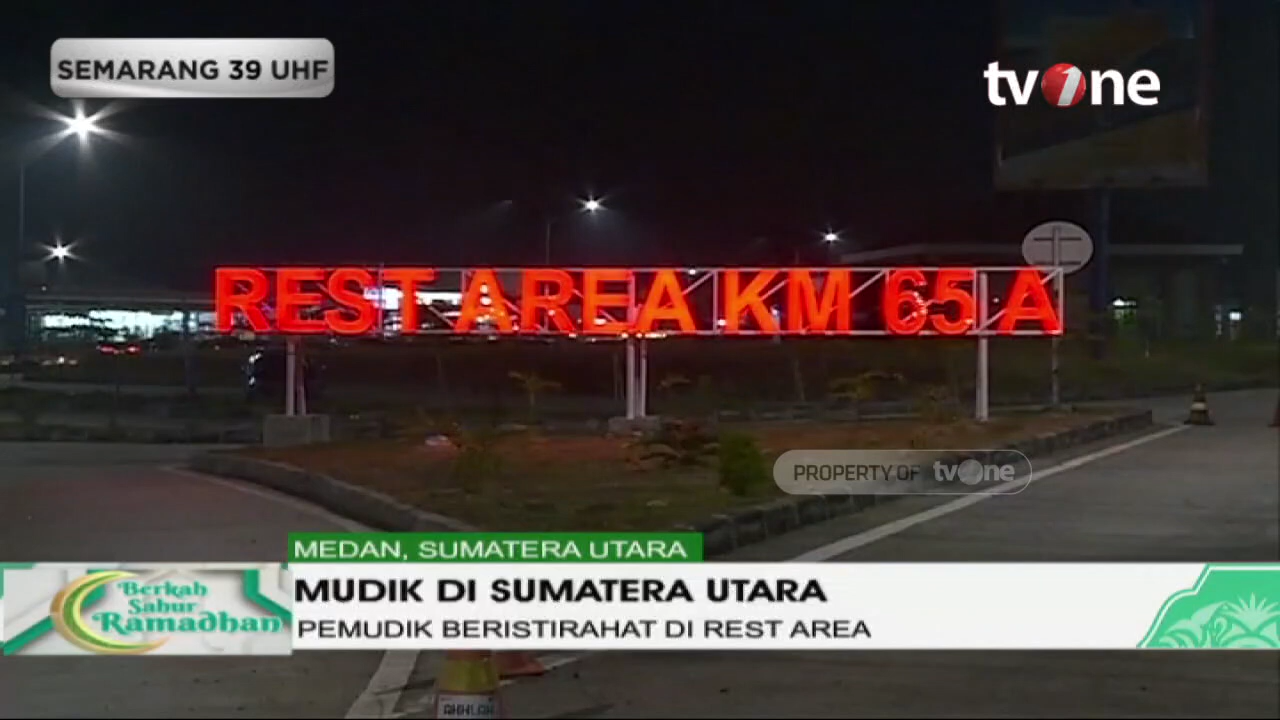 SEMARANG 39 UHF
tvOne
REST AREA KM 65 A
PROPERTY OF tvOne
MEDAN, SUMATERA UTARA
Berkah
Sahur
Ramadhan
MUDIK DI SUMATERA UTARA
PEMUDIK BERISTIRAHAT DI REST AREA
AKHLAK